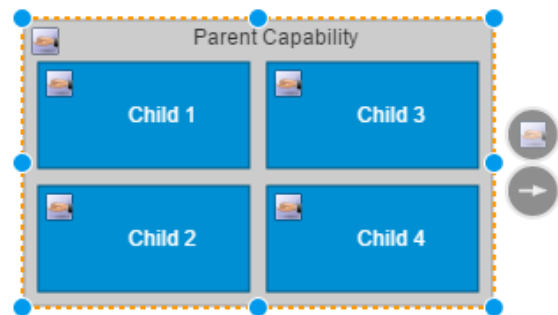 Parent Capability
Child 1
Child 3
Child 2
Child 4